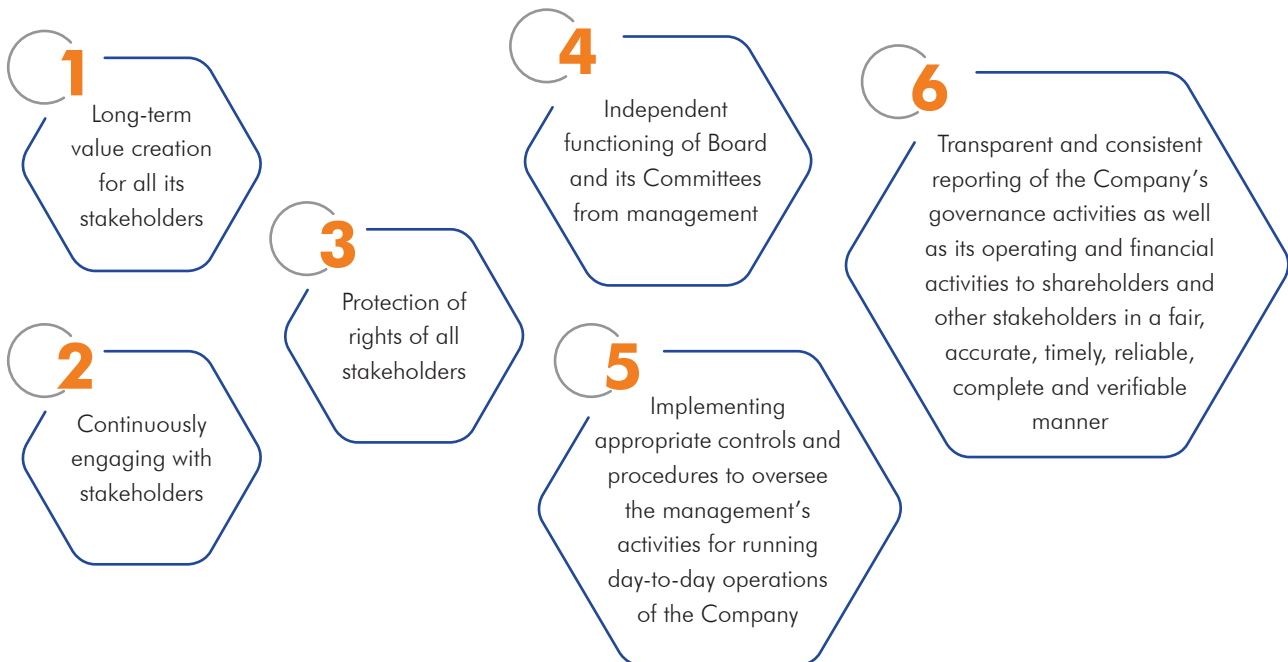 1
Long-term
value creation
for all its
stakeholders
2
Continuously
engaging with
stakeholders
3
Protection of
rights of all
stakeholders
4
Independent
functioning of Board
and its Committees
from management
5
Implementing
appropriate controls and
procedures to oversee
the management’s
activities for running
day-to-day operations
of the Company
6
Transparent and consistent
reporting of the Company’s
governance activities as well
as its operating and financial
activities to shareholders and
other stakeholders in a fair,
accurate, timely, reliable,
complete and verifiable
manner